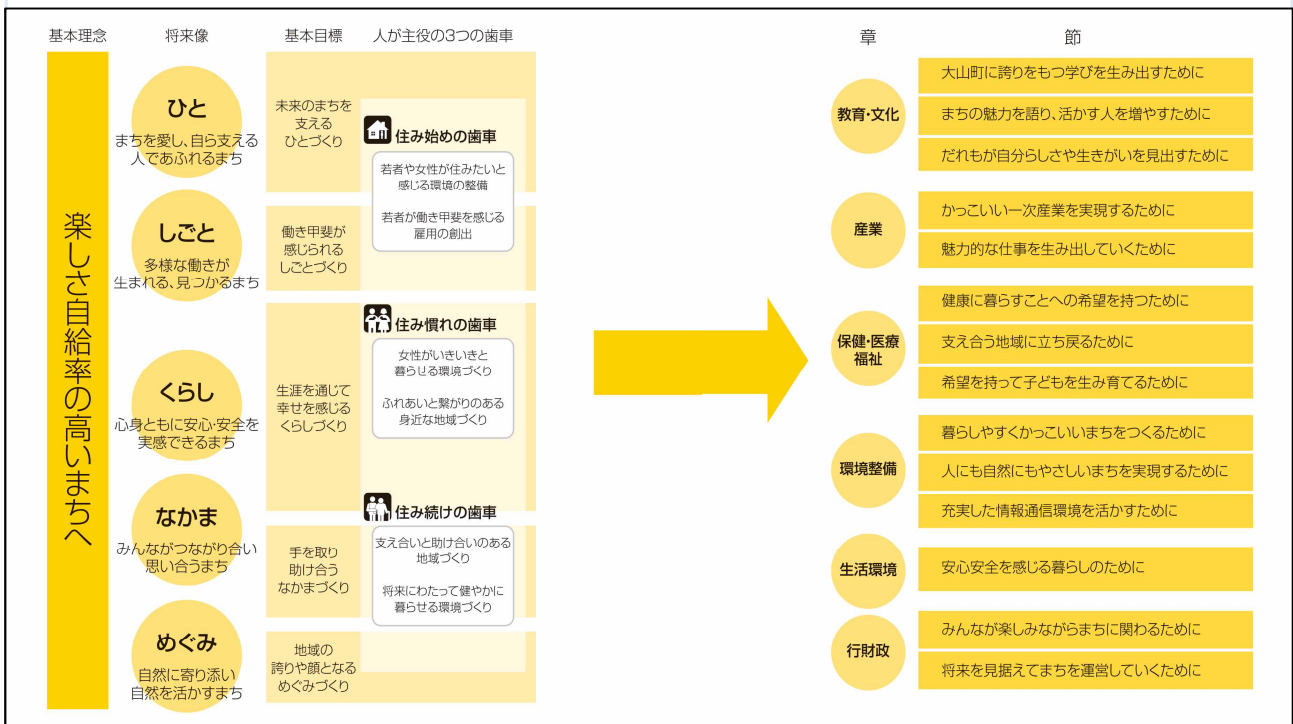 基本理念
将来像
基本目標
人が主役の3つの歯車
章
節
楽しさ自給率の高いまちへ
ひと
まちを愛し、自ら支える
人であふれるまち
しごと
多様な働きが
生まれる、見つかるまち
くらし
心身ともに安心・安全を
実感できるまち
なかま
みんながつながり合い
思い合うまち
めぐみ
自然に寄り添い
自然を活かすまち
未来のまちを
支える
ひとづくり
働き甲斐が
感じられる
しごとづくり
生涯を通じて
幸せを感じる
くらしづくり
手を取り
助け合う
なかまづくり
地域の
誇りや顔となる
めぐみづくり
住み始めの歯車
若者や女性が住みたいと
感じる環境の整備
若者が働き甲斐を感じる
雇用の創出
住み慣れの歯車
女性がいきいきと
暮らせる環境づくり
ふれあいと繋がりのある
身近な地域づくり
住み続けの歯車
支え合いと助け合いのある
地域づくり
将来にわたって健やかに
暮らせる環境づくり
教育・文化
大山町に誇りをもつ学びを生み出すために
まちの魅力を語り、活かす人を増やすために
だれもが自分らしさや生きがいを見出すために
産業
かっこいい一次産業を実現するために
魅力的な仕事を生み出していくために
保健・医療
福祉
健康に暮らすことへの希望を持つために
支え合う地域に立ち戻るために
希望を持って子どもを生み育てるために
環境整備
暮らしやすくかっこいいまちをつくるために
人にも自然にもやさしいまちを実現するために
充実した情報通信環境を活かすために
生活環境
安心安全を感じる暮らしのために
行財政
みんなが楽しみながらまちに関わるために
将来を見据えてまちを運営していくために